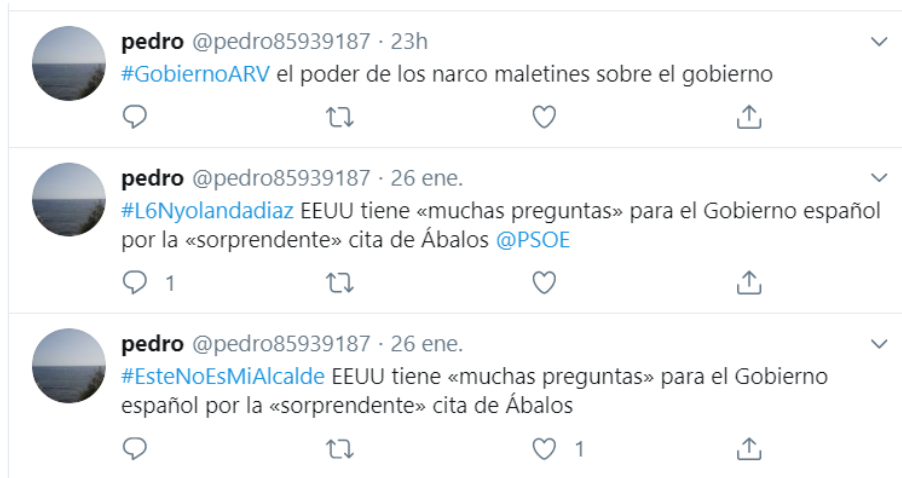 pedro @pedro85939187 · 23h
#GobiernoARV el poder de los narco maletines sobre el gobierno
pedro @pedro85939187 · 26 ene.
#L6Nyolandadiaz EEUU tiene «muchas preguntas» para el Gobierno español
por la «sorprendente» cita de Ábalos @PSOE
1
pedro @pedro85939187 · 26 ene.
#EsteNoEsMiAlcalde EEUU tiene «muchas preguntas» para el Gobierno
español por la «sorprendente» cita de Ábalos
1